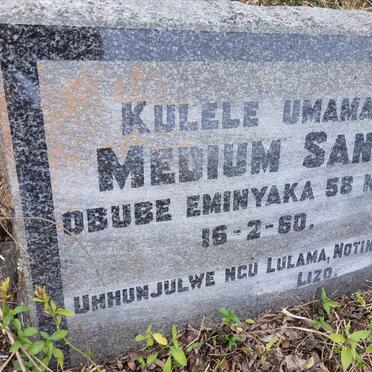 KULELE UMAMA
MEDIUM SAN
OBUBE EMINYAKA 58 N
16-2-60.
UMHUNJULWE NGU LULAMA, NOTIN
LIZO.